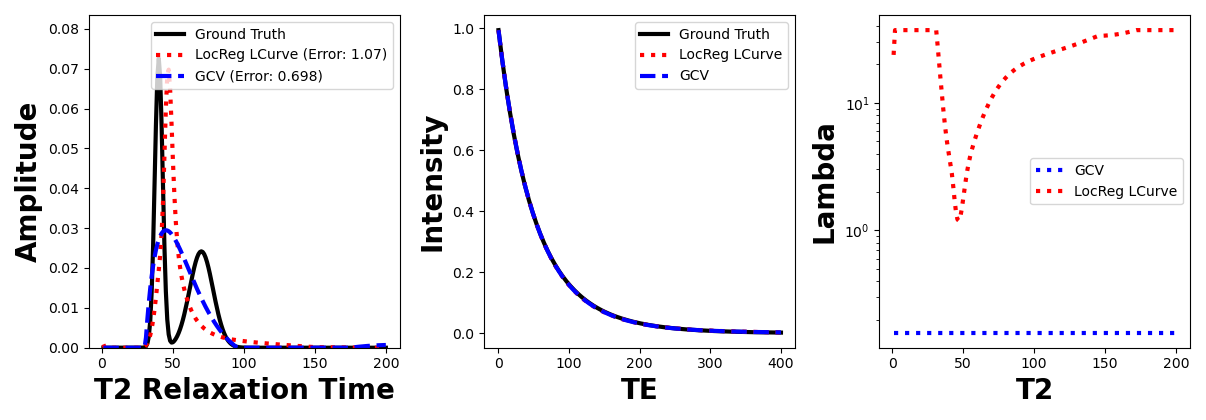 Amplitude
0.08
0.07
0.06
0.05
0.04
0.03
0.02
0.01
0.00
Ground Truth
LocReg LCurve (Error: 1.07)
GCV (Error: 0.698)
0 50 100 150 200
T2 Relaxation Time
Intensity
1.0
0.8
0.6
0.4
0.2
0.0
Ground Truth
LocReg LCurve
GCV
0 100 200 300 400
TE
Lambda
10¹
10⁰
GCV
LocReg LCurve
0 50 100 150 200
T2